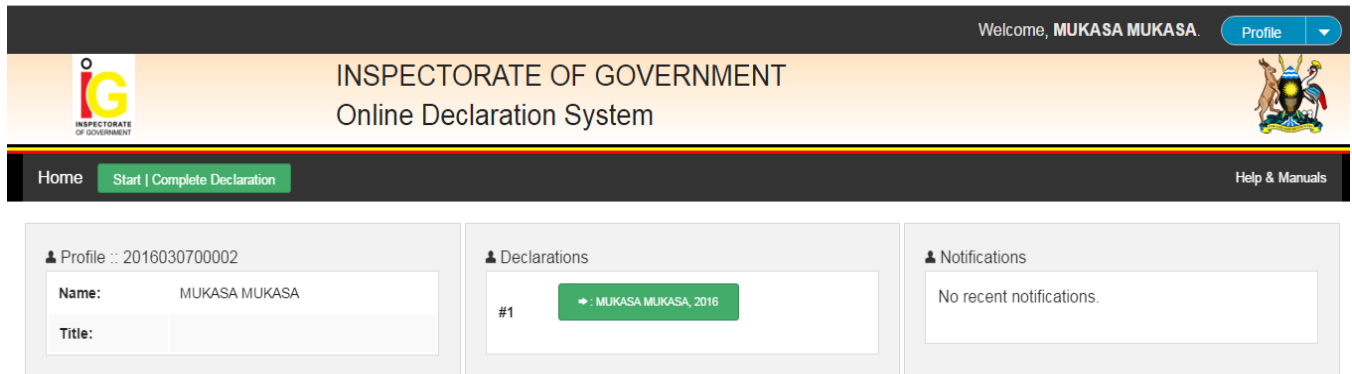 Welcome, MUKASA MUKASA.
Profile
INSPECTORATE
OF GOVERNMENT
INSPECTORATE OF GOVERNMENT
Online Declaration System
Home
Start | Complete Declaration
Help & Manuals
Profile :: 2016030700002
Name: MUKASA MUKASA
Title:
Declarations
#1
: MUKASA MUKASA, 2016
Notifications
No recent notifications.